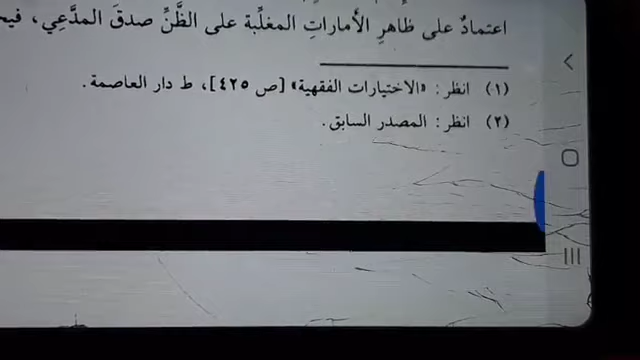 اعتمادٌ على ظاهرِ الأماراتِ المغلِّبة على الظَّنِّ صدقَ المدَّعِي،
(١) انظر: «الاختيارات الفقهية» [ص ٤٢٥]، ط دار العاصمة.
(٢) انظر: المصدر السابق.